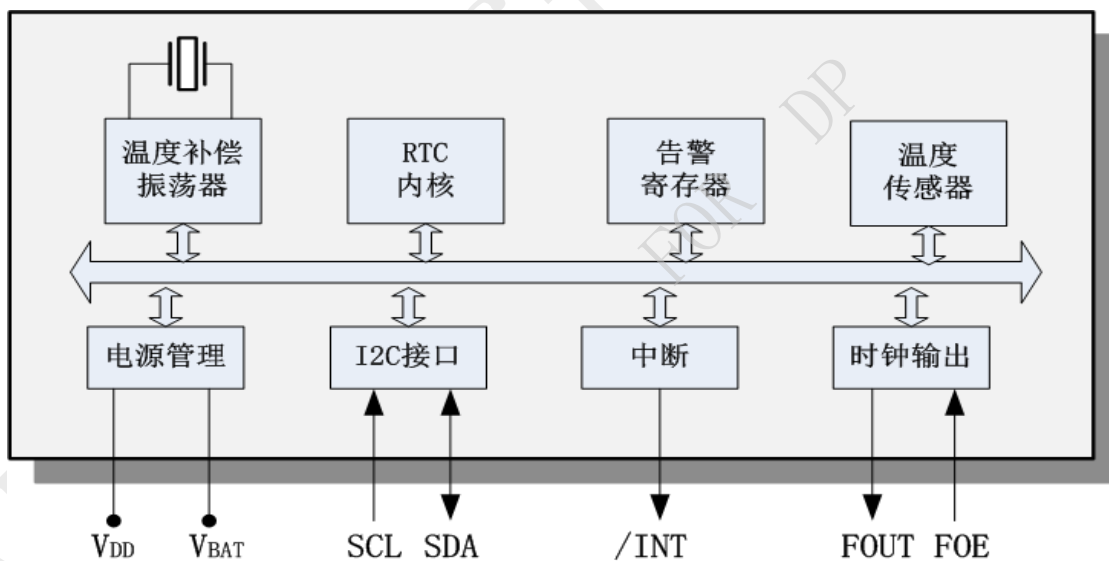 温度补偿
振荡器
RTC
内核
告警
寄存器
温度
传感器
电源管理
I2C接口
中断
时钟输出
VDD
VBAT
SCL
SDA
/INT
FOUT
FOE
FOR DP